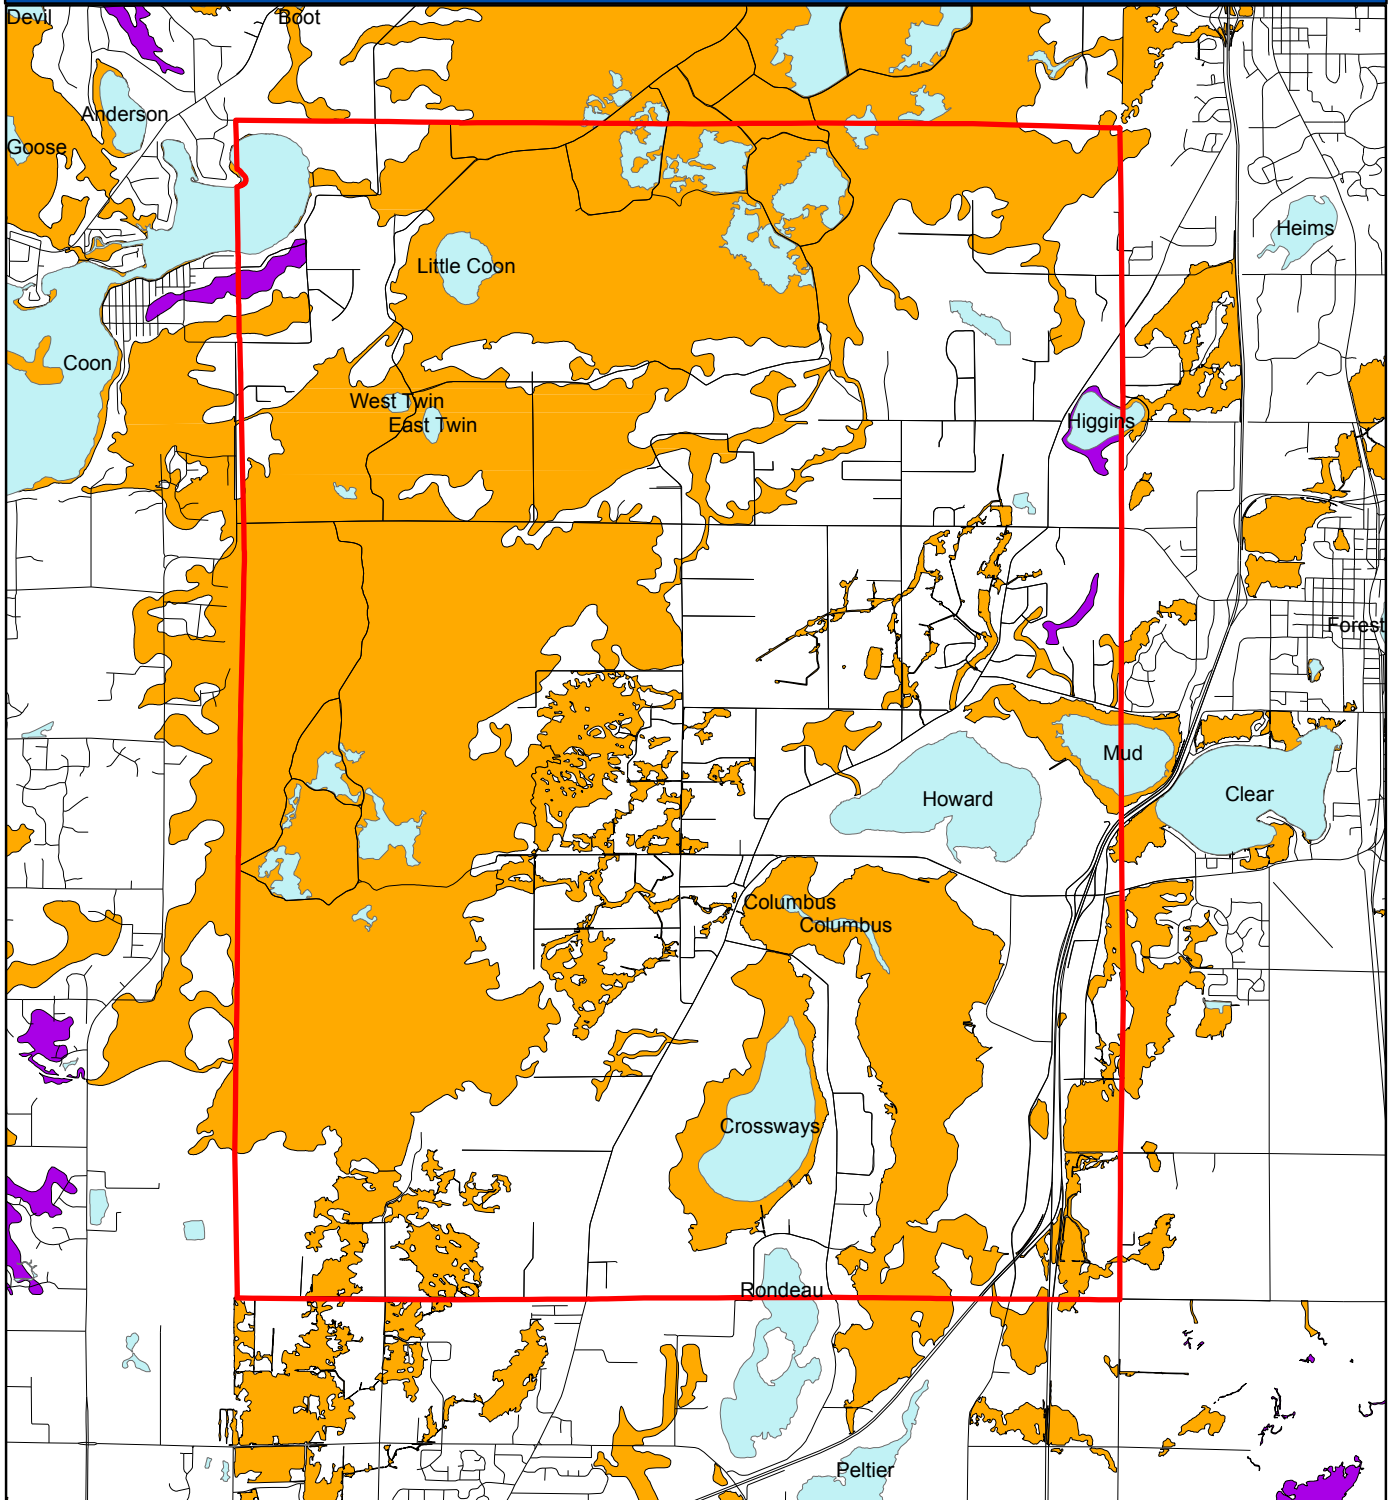 Devil
Boot
Anderson
Goose
Heims
Little Coon
Coon
West Twin
East Twin
Higgins
Forest
Mud
Howard
Clear
Columbus
Columbus
Crossways
Rondeau
Peltier